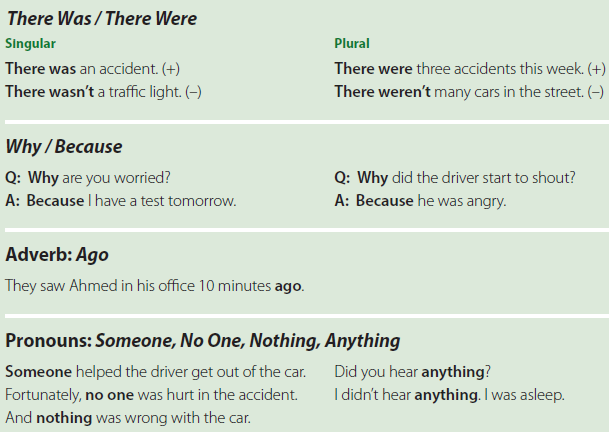 There Was / There Were
Singular
There was an accident. (+)
There wasn't a traffic light. (–)
Plural
There were three accidents this week. (+)
There weren't many cars in the street. (–)
Why / Because
Q: Why are you worried?
A: Because I have a test tomorrow.
Q: Why did the driver start to shout?
A: Because he was angry.
Adverb: Ago
They saw Ahmed in his office 10 minutes ago.
Pronouns: Someone, No One, Nothing, Anything
Someone helped the driver get out of the car.
Fortunately, no one was hurt in the accident.
And nothing was wrong with the car.
Did you hear anything?
I didn't hear anything. I was asleep.